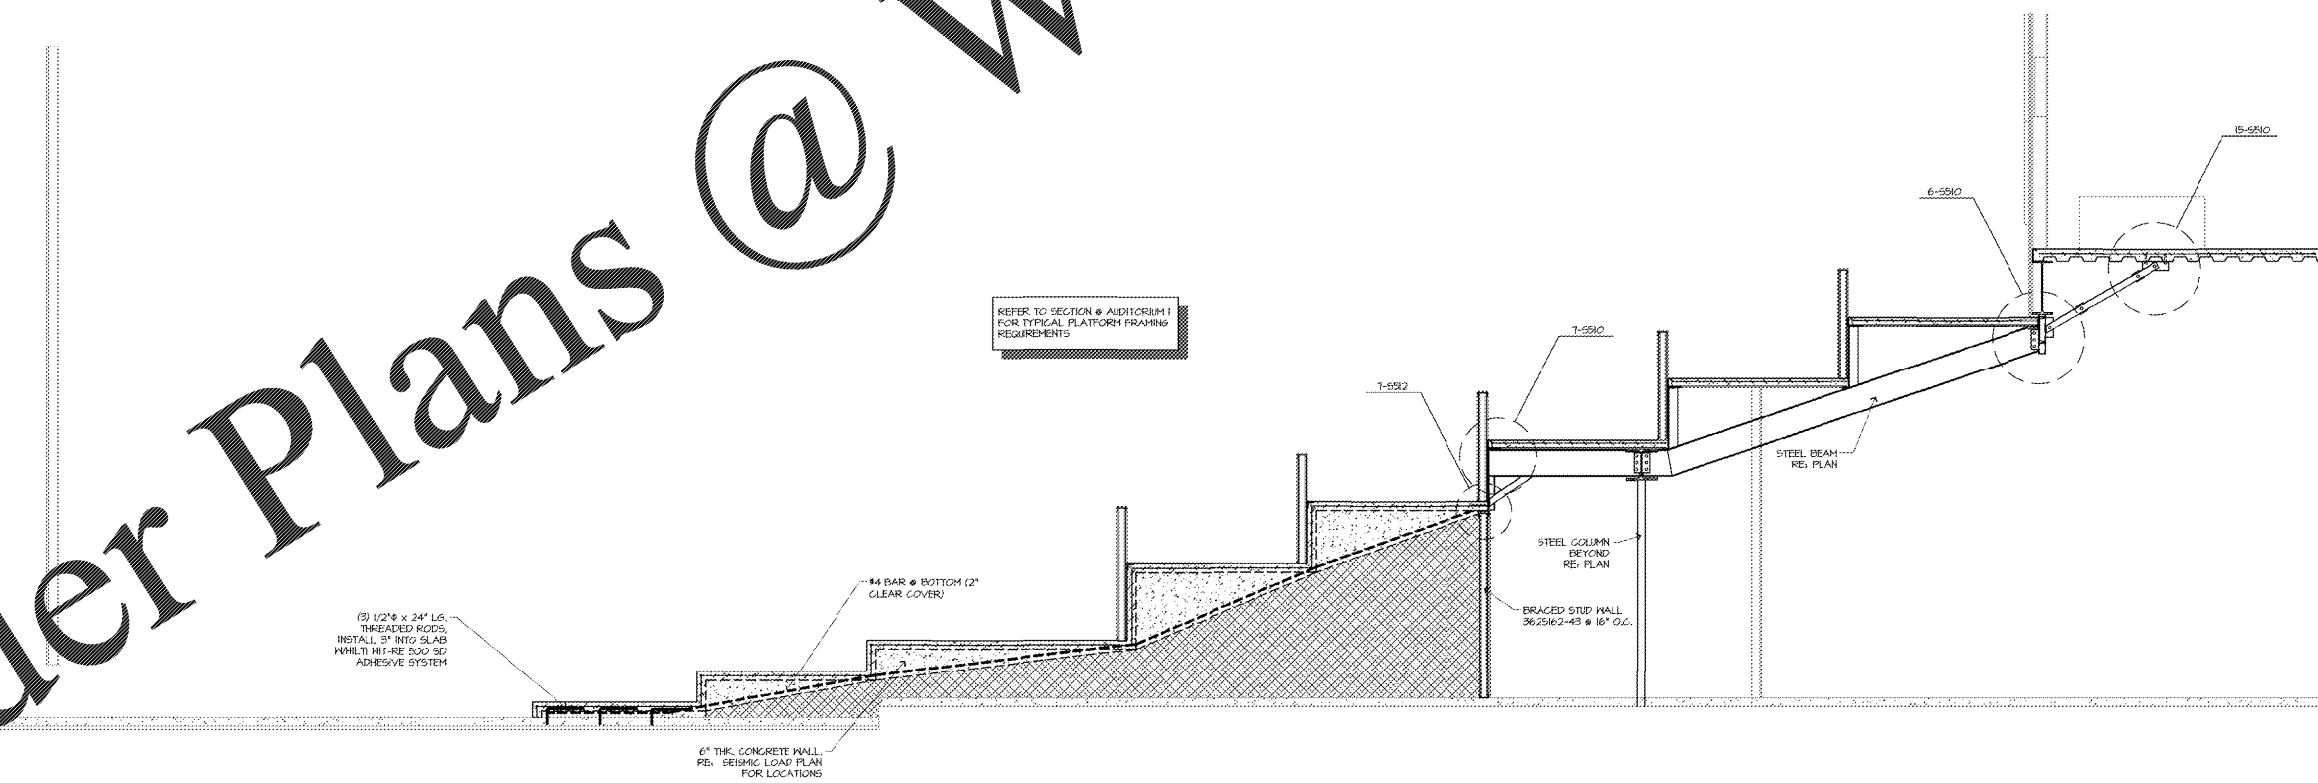 der Plans @ W
15-S510
6-S510
REFER TO SECTION @ AUDITORIUM 1
FOR TYPICAL PLATFORM FRAMING
REQUIREMENTS
7-S510
7-S512
STEEL BEAM
RE: PLAN
STEEL COLUMN
BEYOND
RE: PLAN
#4 BAR @ BOTTOM (2"
CLEAR COVER)
(3) 1/2"Φ x 24" LG.
THREADED RODS,
INSTALL 3" INTO SLAB
W/HILTI HIT-RE 500 SD
ADHESIVE SYSTEM
BRACED STUD WALL
362S162-43 @ 16" O.C.
6" THK. CONCRETE WALL,
RE: SEISMIC LOAD PLAN
FOR LOCATIONS